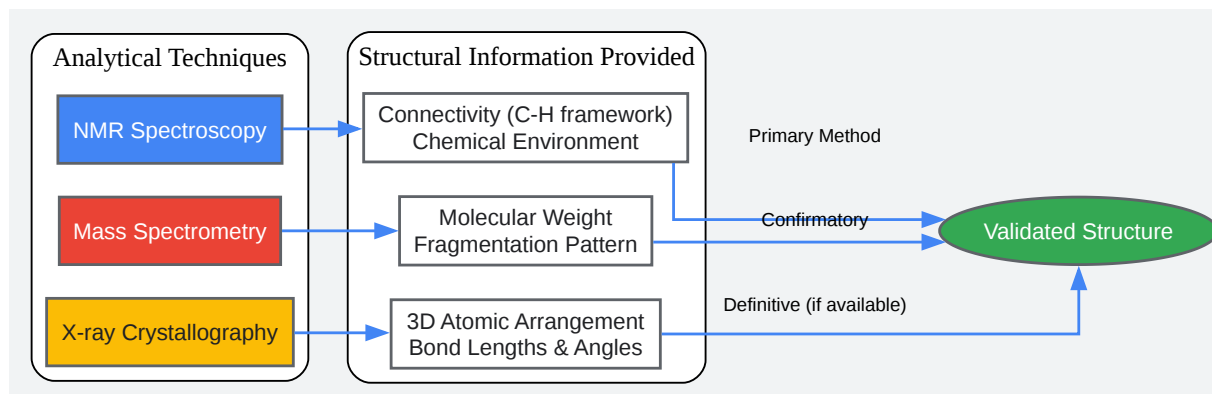 Analytical Techniques
Structural Information Provided
NMR Spectroscopy
Connectivity (C-H framework)
Chemical Environment
Primary Method
Mass Spectrometry
Molecular Weight
Fragmentation Pattern
Confirmatory
Validated Structure
X-ray Crystallography
3D Atomic Arrangement
Bond Lengths & Angles
Definitive (if available)